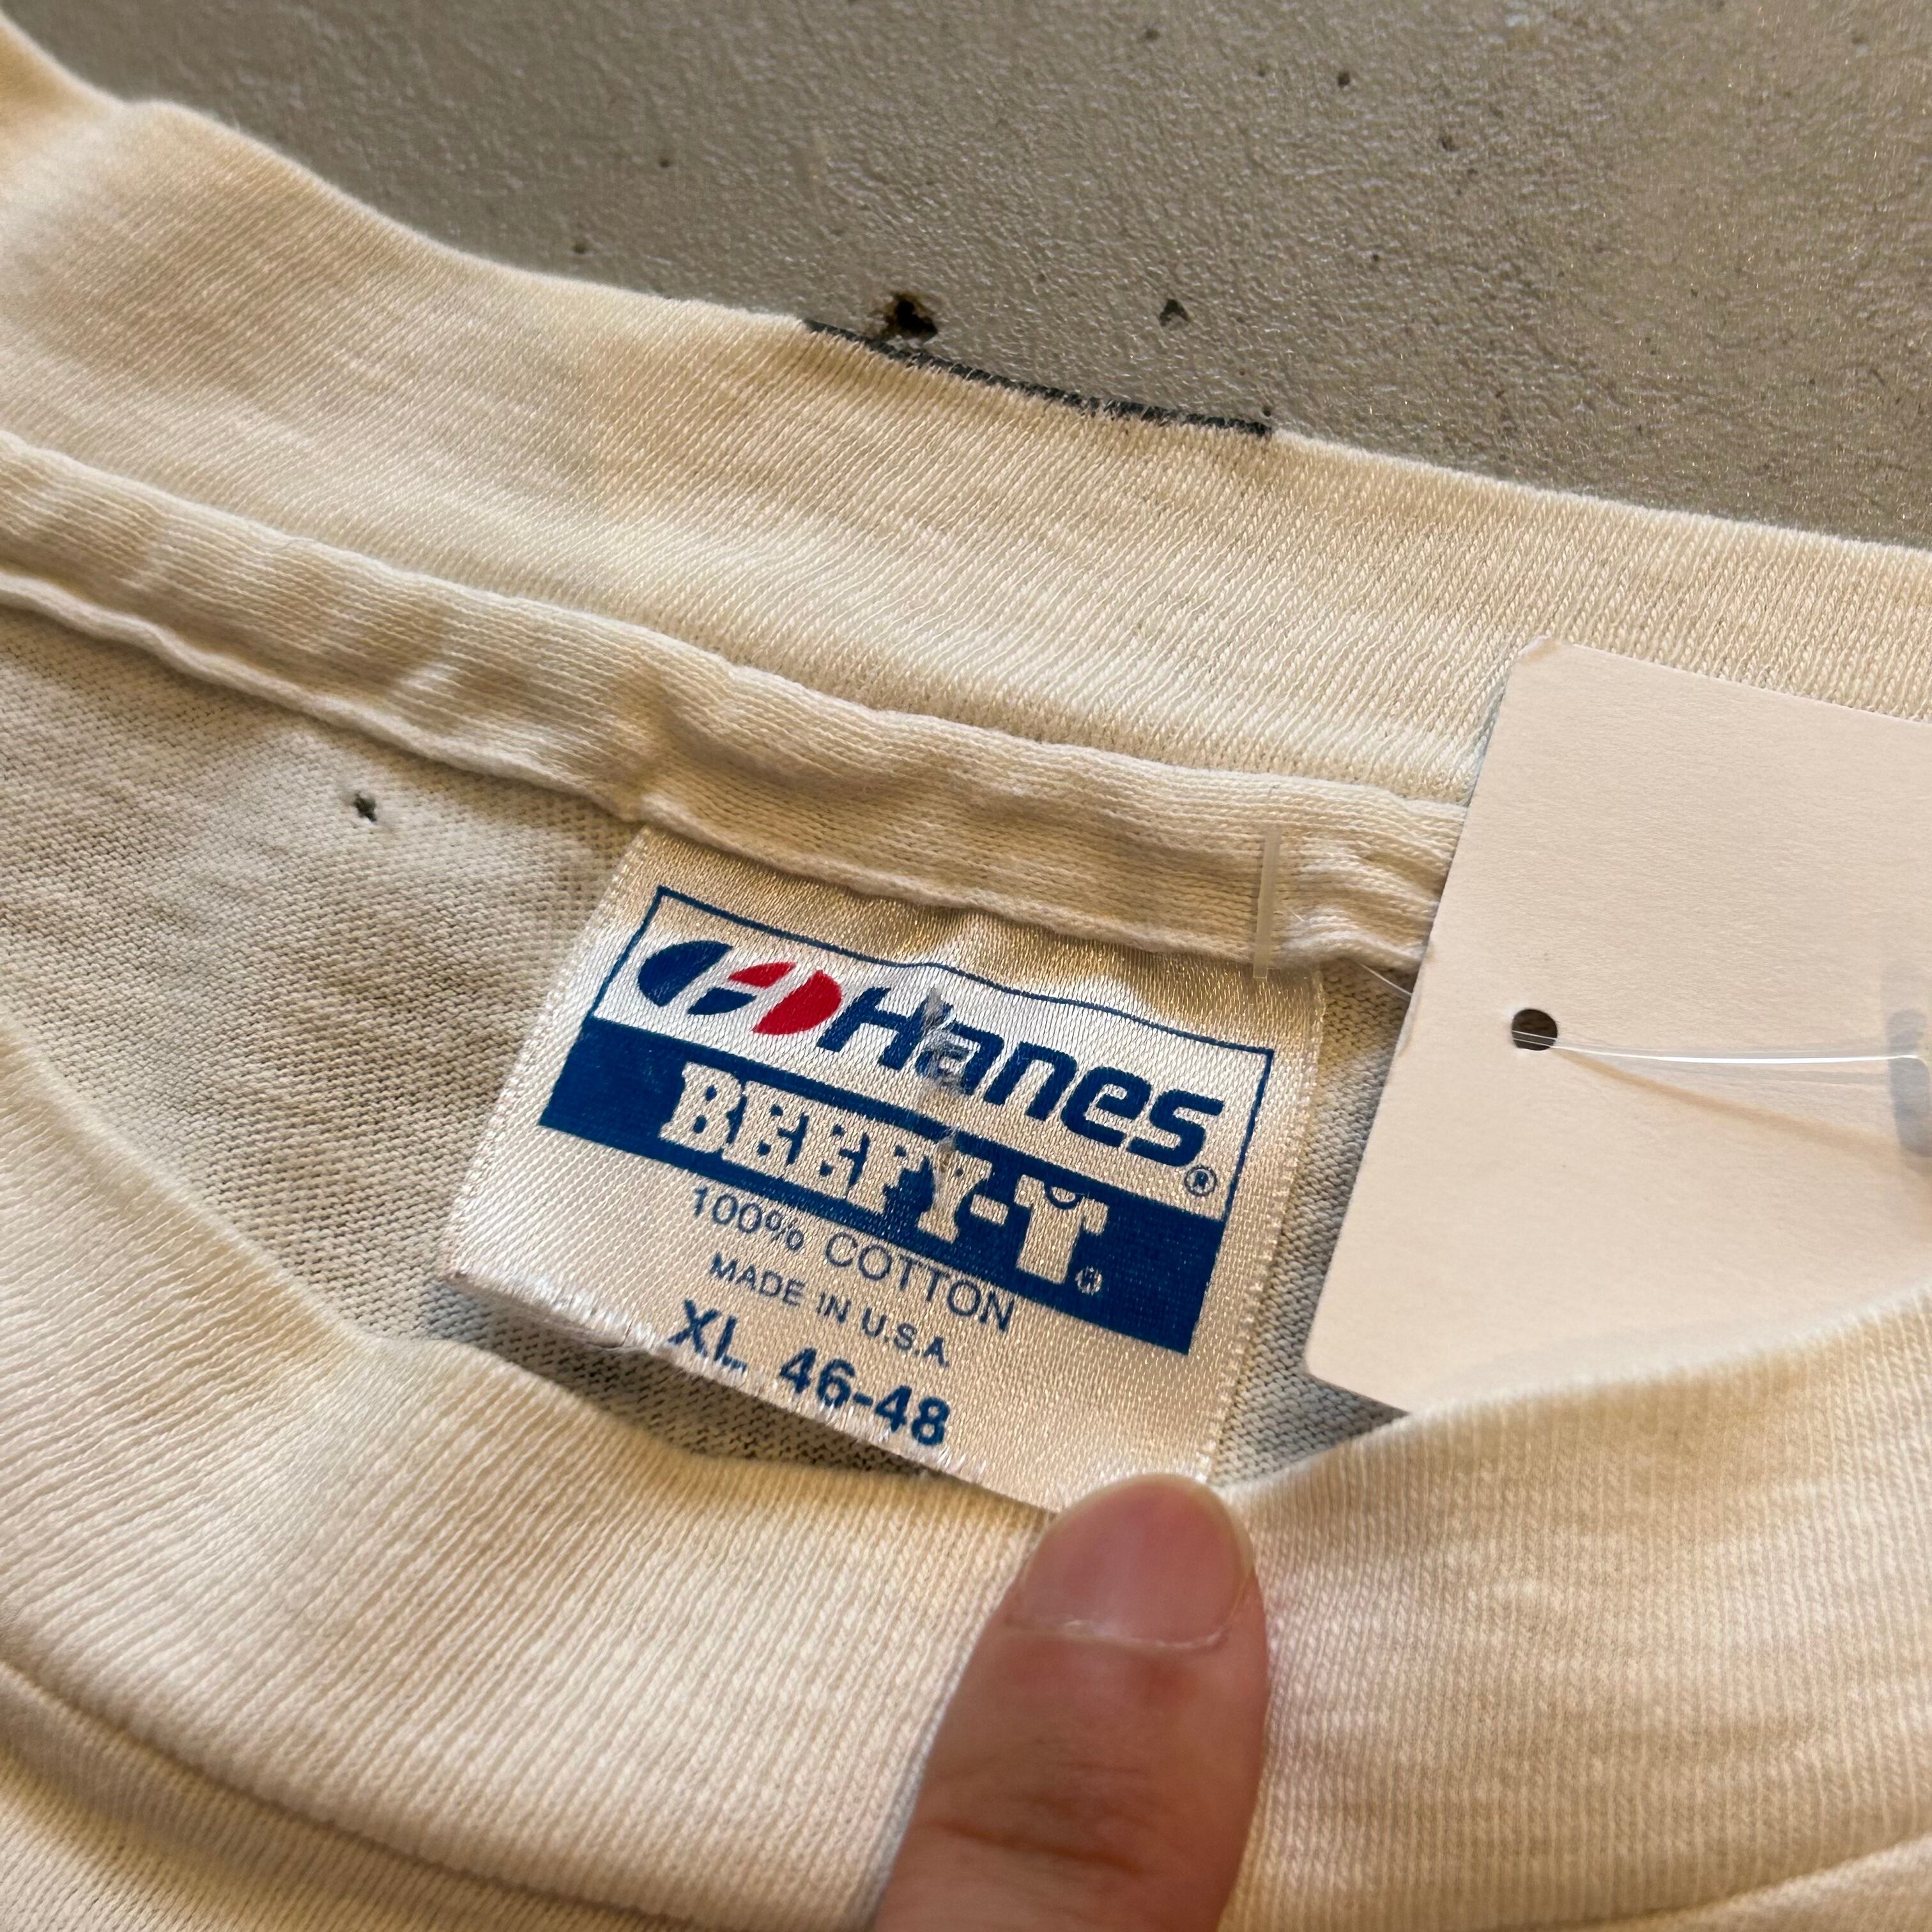 Hanes®
BEEFY-T®
100% COTTON
MADE IN U.S.A.
XL 46-48